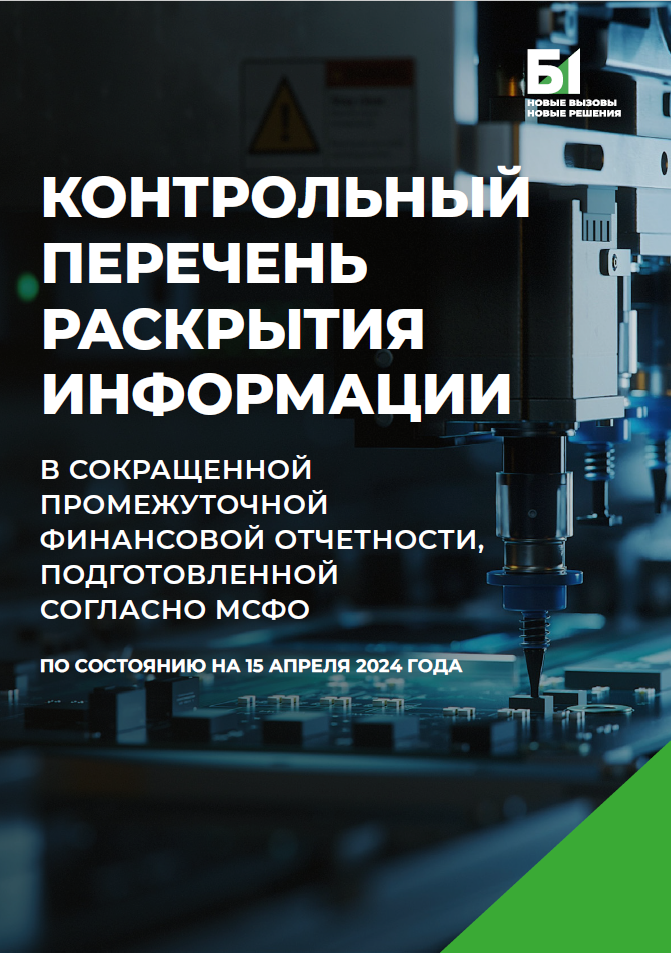 Б1
НОВЫЕ ВЫЗОВЫ
НОВЫЕ РЕШЕНИЯ
КОНТРОЛЬНЫЙ
ПЕРЕЧЕНЬ
РАСКРЫТИЯ
ИНФОРМАЦИИ
В СОКРАЩЕННОЙ
ПРОМЕЖУТОЧНОЙ
ФИНАНСОВОЙ ОТЧЕТНОСТИ,
ПОДГОТОВЛЕННОЙ
СОГЛАСНО МСФО
ПО СОСТОЯНИЮ НА 15 АПРЕЛЯ 2024 ГОДА